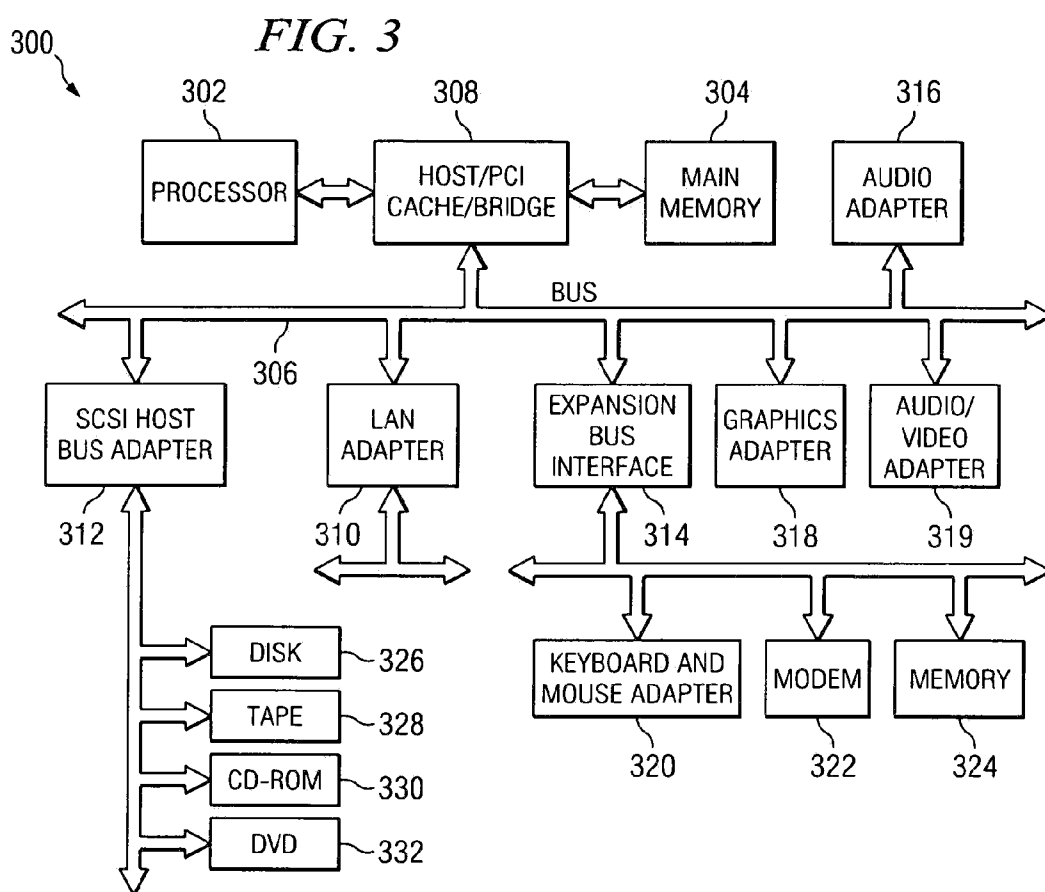 FIG. 3
300
302
308
304
316
PROCESSOR
HOST/PCI
CACHE/BRIDGE
MAIN
MEMORY
AUDIO
ADAPTER
BUS
306
SCSI HOST
BUS ADAPTER
LAN
ADAPTER
EXPANSION
BUS
INTERFACE
GRAPHICS
ADAPTER
AUDIO/
VIDEO
ADAPTER
312
310
314
318
319
DISK
326
TAPE
328
CD-ROM
330
DVD
332
KEYBOARD AND
MOUSE ADAPTER
MODEM
MEMORY
320
322
324